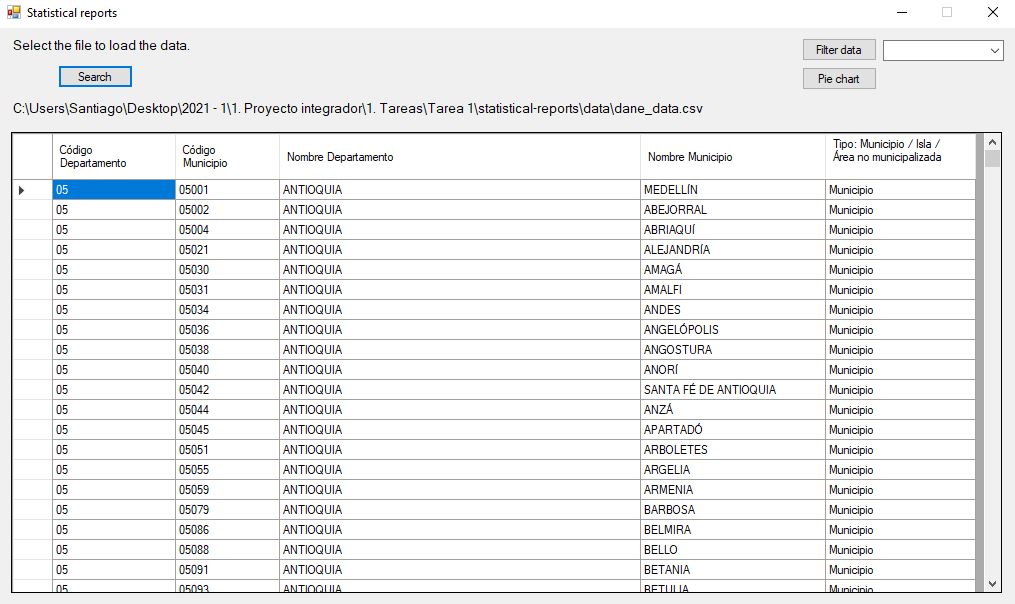 Statistical reports
Select the file to load the data.
Filter data
Search
Pie chart
C:\Users\Santiago\Desktop\2021 - 1\1. Proyecto integrador\1. Tareas\Tarea 1\statistical-reports\data\dane_data.csv
Código Departamento Código Municipio Nombre Departamento Nombre Municipio Tipo: Municipio / Isla / Área no municipalizada
05 05001 ANTIOQUIA MEDELLÍN Municipio
05 05002 ANTIOQUIA ABEJORRAL Municipio
05 05004 ANTIOQUIA ABRIAQUÍ Municipio
05 05021 ANTIOQUIA ALEJANDRÍA Municipio
05 05030 ANTIOQUIA AMAGÁ Municipio
05 05031 ANTIOQUIA AMALFI Municipio
05 05034 ANTIOQUIA ANDES Municipio
05 05036 ANTIOQUIA ANGELÓPOLIS Municipio
05 05038 ANTIOQUIA ANGOSTURA Municipio
05 05040 ANTIOQUIA ANORÍ Municipio
05 05042 ANTIOQUIA SANTA FÉ DE ANTIOQUIA Municipio
05 05044 ANTIOQUIA ANZÁ Municipio
05 05045 ANTIOQUIA APARTADÓ Municipio
05 05051 ANTIOQUIA ARBOLETES Municipio
05 05055 ANTIOQUIA ARGELIA Municipio
05 05059 ANTIOQUIA ARMENIA Municipio
05 05079 ANTIOQUIA BARBOSA Municipio
05 05086 ANTIOQUIA BELMIRA Municipio
05 05088 ANTIOQUIA BELLO Municipio
05 05091 ANTIOQUIA BETANIA Municipio
05 05093 ANTIOQUIA BETULIA Municipio